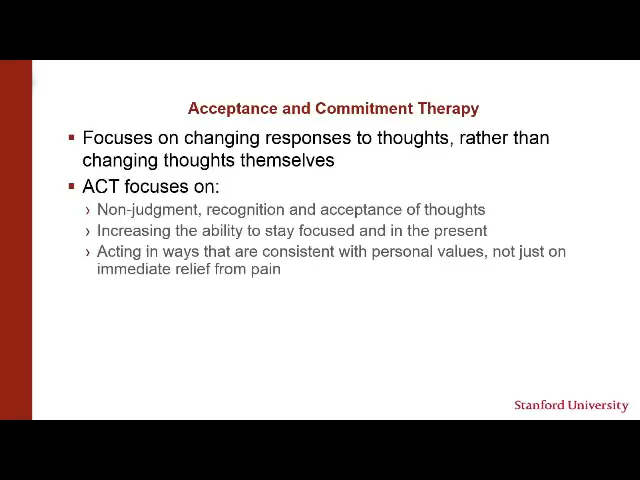 Acceptance and Commitment Therapy
▪ Focuses on changing responses to thoughts, rather than
changing thoughts themselves
▪ ACT focuses on:
› Non-judgment, recognition and acceptance of thoughts
› Increasing the ability to stay focused and in the present
› Acting in ways that are consistent with personal values, not just on
immediate relief from pain
Stanford University